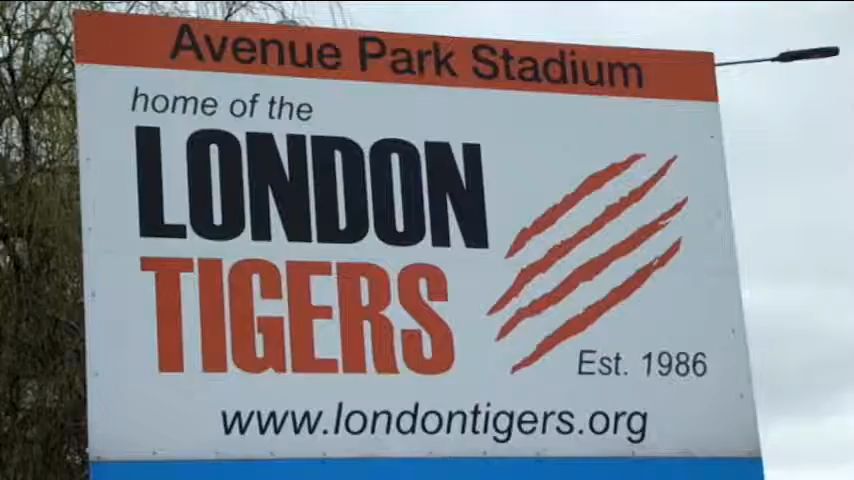 Avenue Park Stadium
home of the
LONDON
TIGERS
Est. 1986
www.londontigers.org